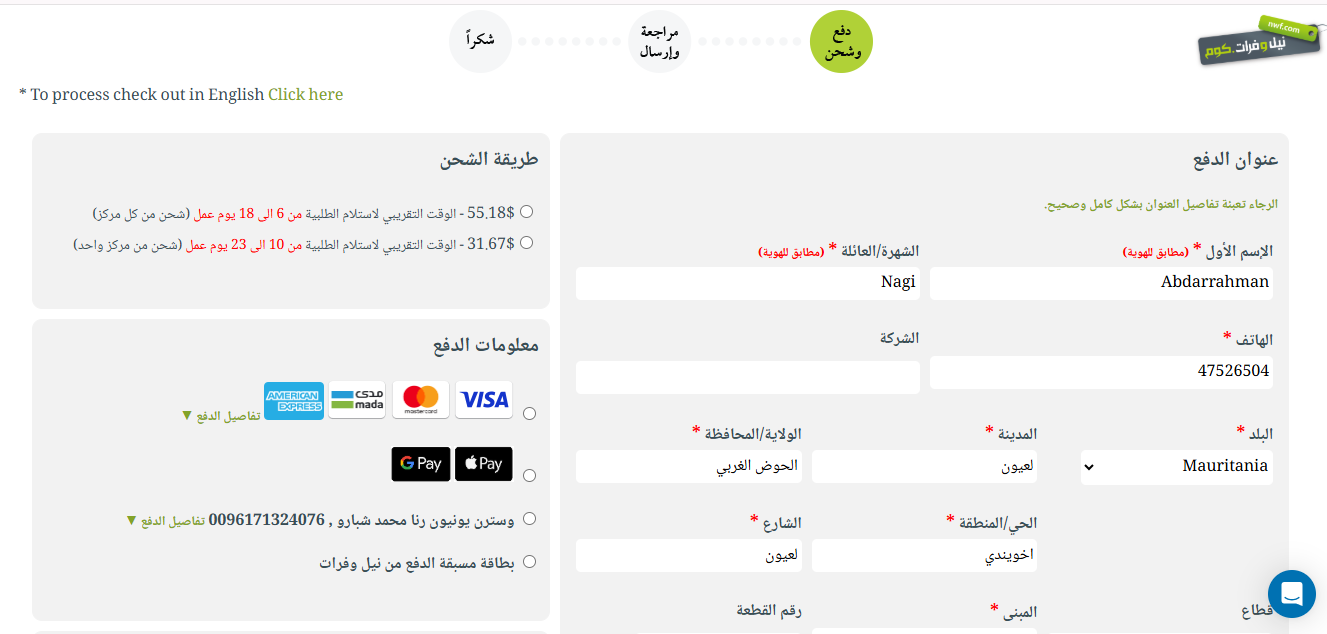 nwf.com
نيل وفرات.كوم
دفع
وشحن
مراجعة
وإرسال
شكراً
* To process check out in English Click here
عنوان الدفع
الرجاء تعبئة تفاصيل العنوان بشكل كامل وصحيح.
الإسم الأول * (مطابق للهوية)
الشهرة/العائلة * (مطابق للهوية)
Abdarrahman
Nagi
الهاتف *
الشركة
47526504
البلد *
المدينة *
الولاية/المحافظة *
Mauritania
لعيون
الحوض الغربي
الحي/المنطقة *
الشارع *
اخويندي
لعيون
قطاع
المبنى *
رقم القطعة
طريقة الشحن
55.18$ - الوقت التقريبي لاستلام الطلبية من 6 الى 18 يوم عمل (شحن من كل مركز)
31.67$ - الوقت التقريبي لاستلام الطلبية من 10 الى 23 يوم عمل (شحن من مركز واحد)
معلومات الدفع
VISA
mastercard
مدى
mada
AMERICAN
EXPRESS
تفاصيل الدفع ▼
Pay
G Pay
وسترن يونيون رنا محمد شبارو , 0096171324076 تفاصيل الدفع ▼
بطاقة مسبقة الدفع من نيل وفرات